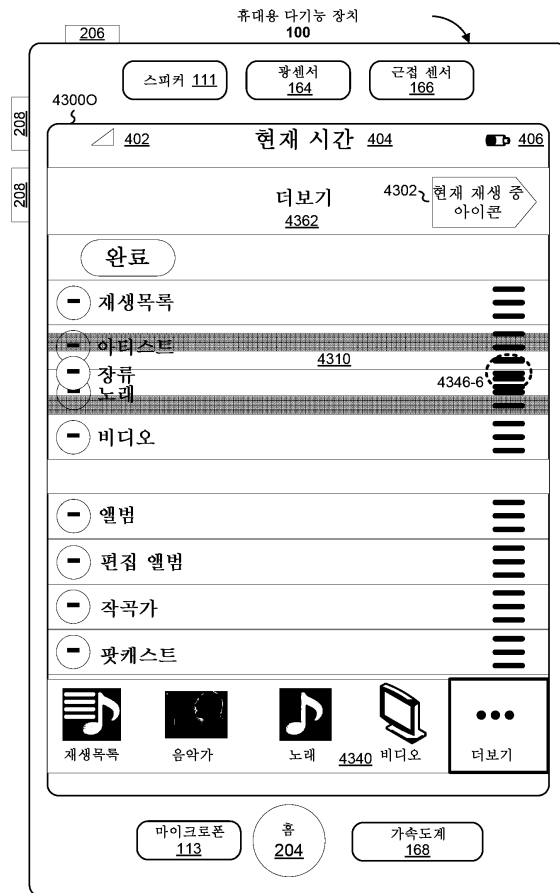 휴대용 다기능 장치
100
206
스피커 111
광센서
164
근접 센서
166
4300O
208
208
402
현재 시간 404
406
더보기
4362
4302
현재 재생 중
아이콘
완료
재생목록
아티스트
4310
장류
4346-6
노래
비디오
앨범
편집 앨범
작곡가
팟캐스트
재생목록
음악가
노래
4340
비디오
더보기
마이크로폰
113
홈
204
가속도계
168